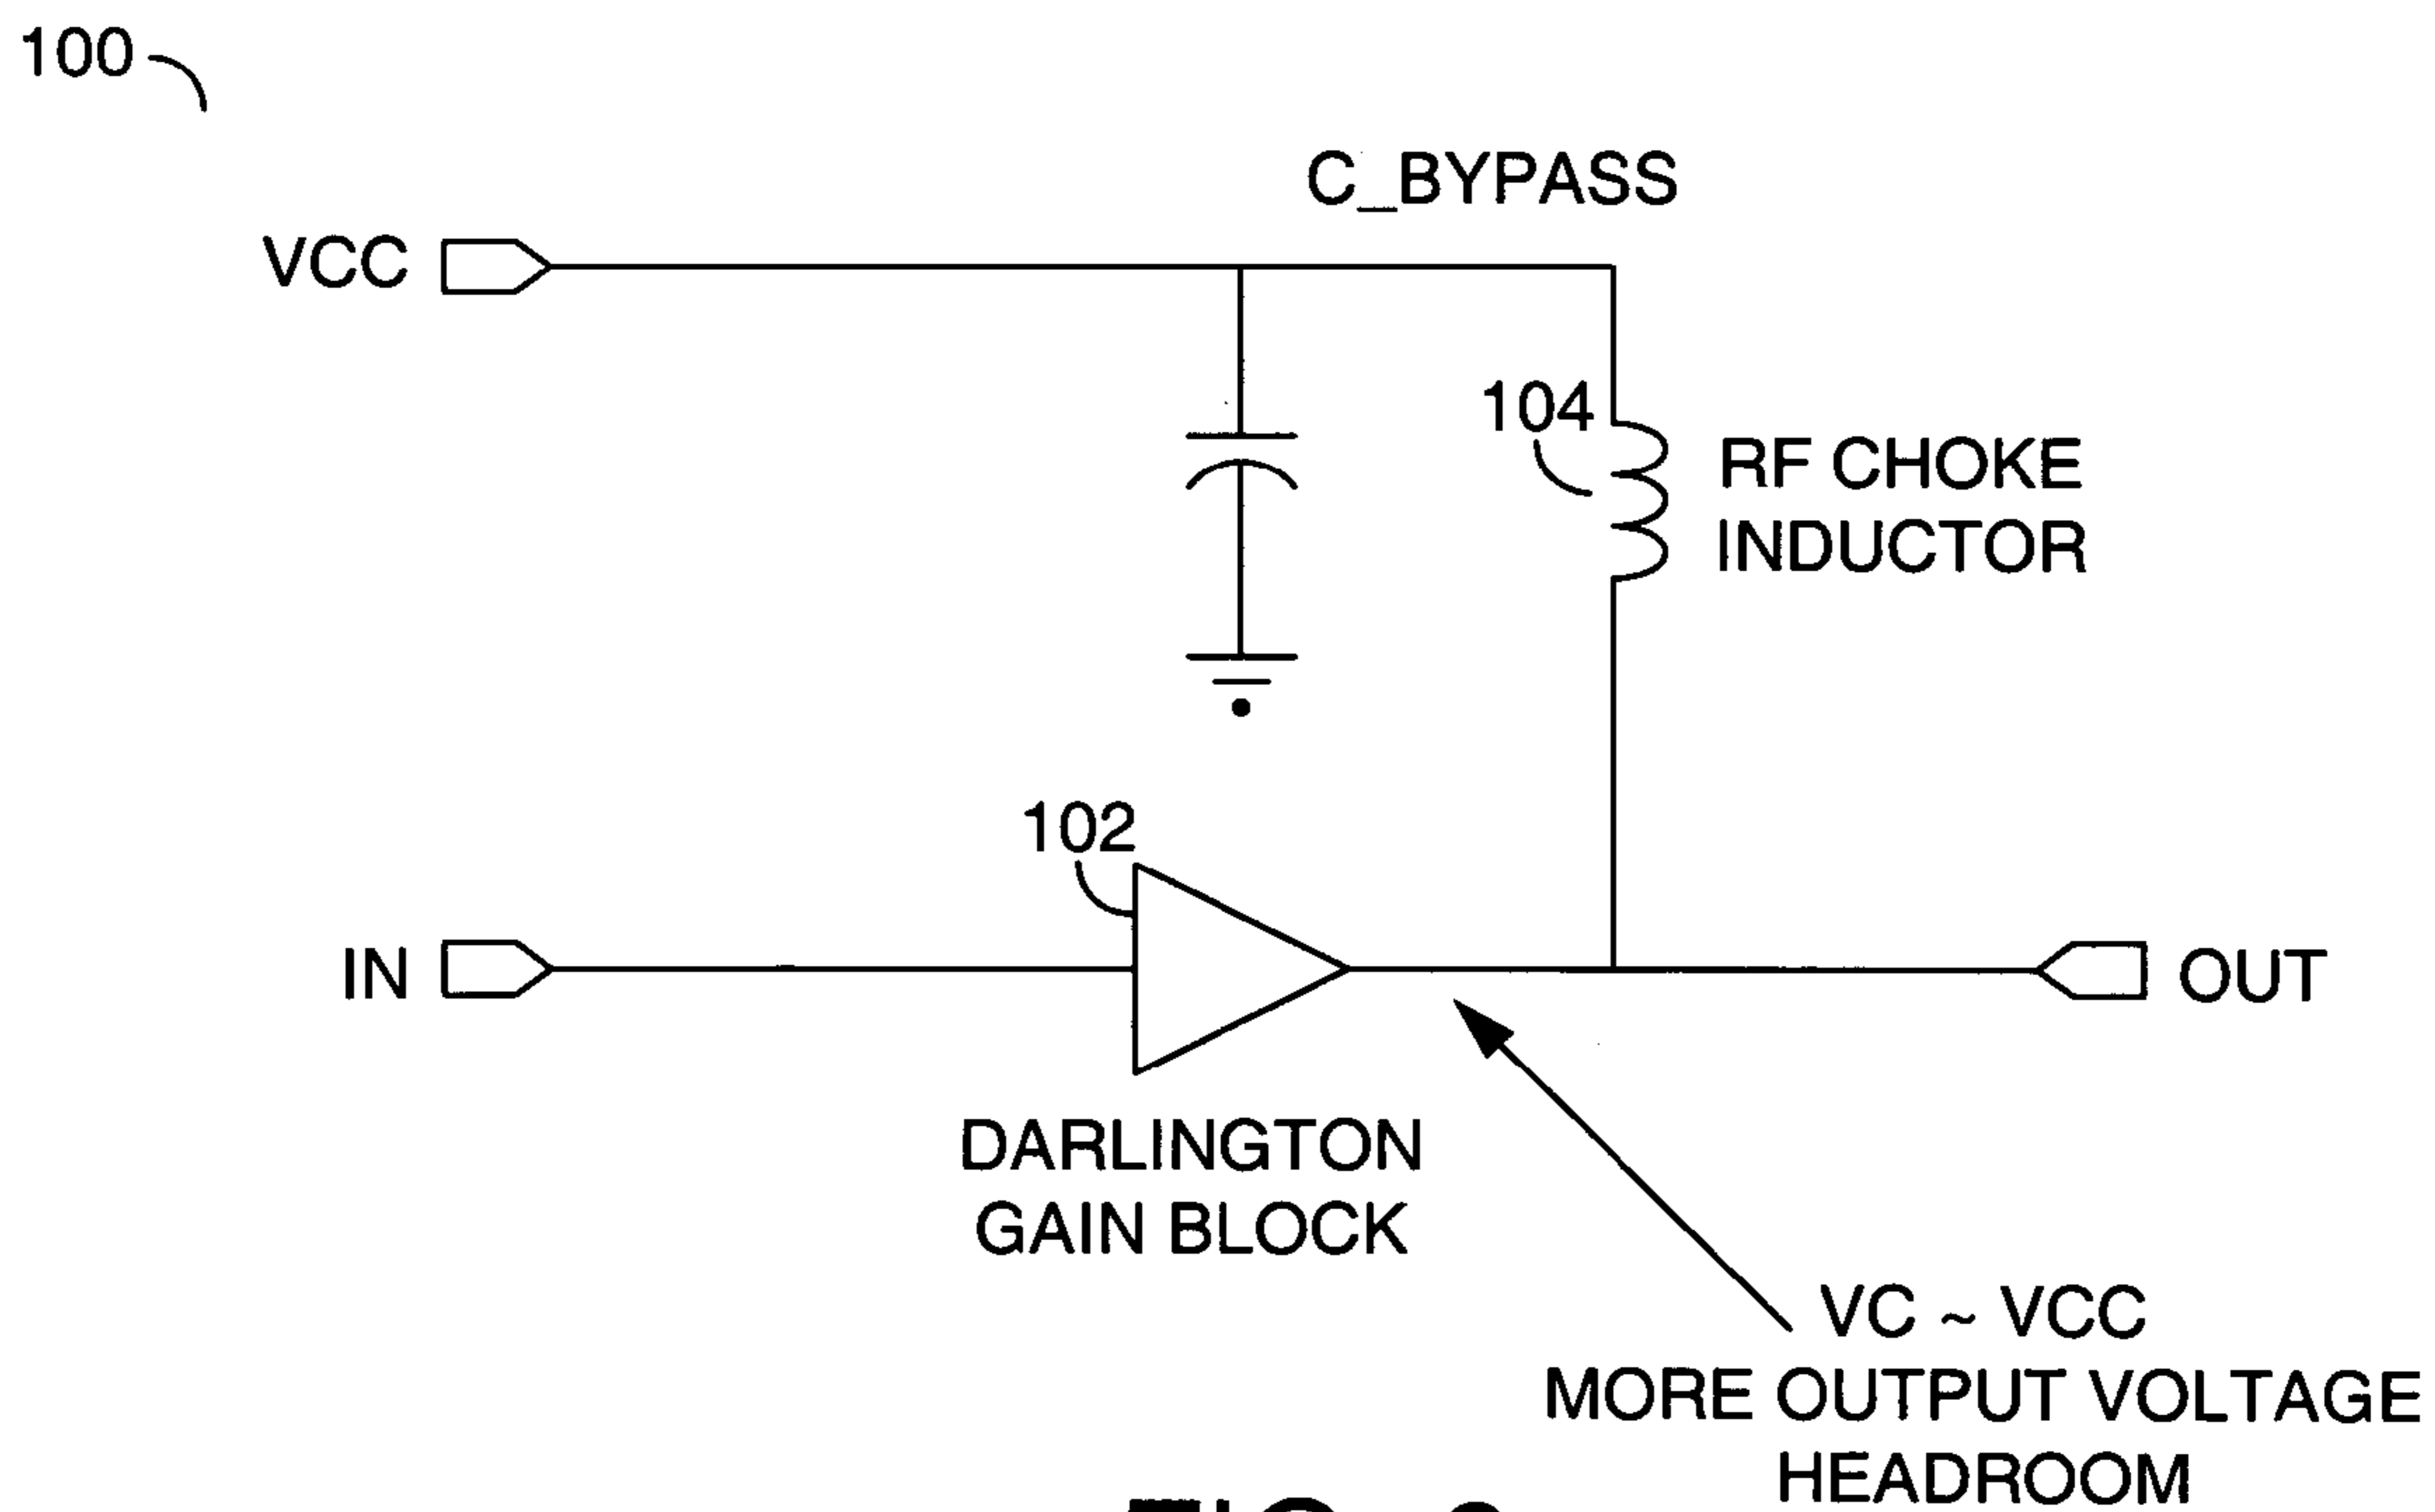 100
C_BYPASS
VCC
104
RF CHOKE
INDUCTOR
102
IN
OUT
DARLINGTON
GAIN BLOCK
VC ~ VCC
MORE OUTPUT VOLTAGE
HEADROOM